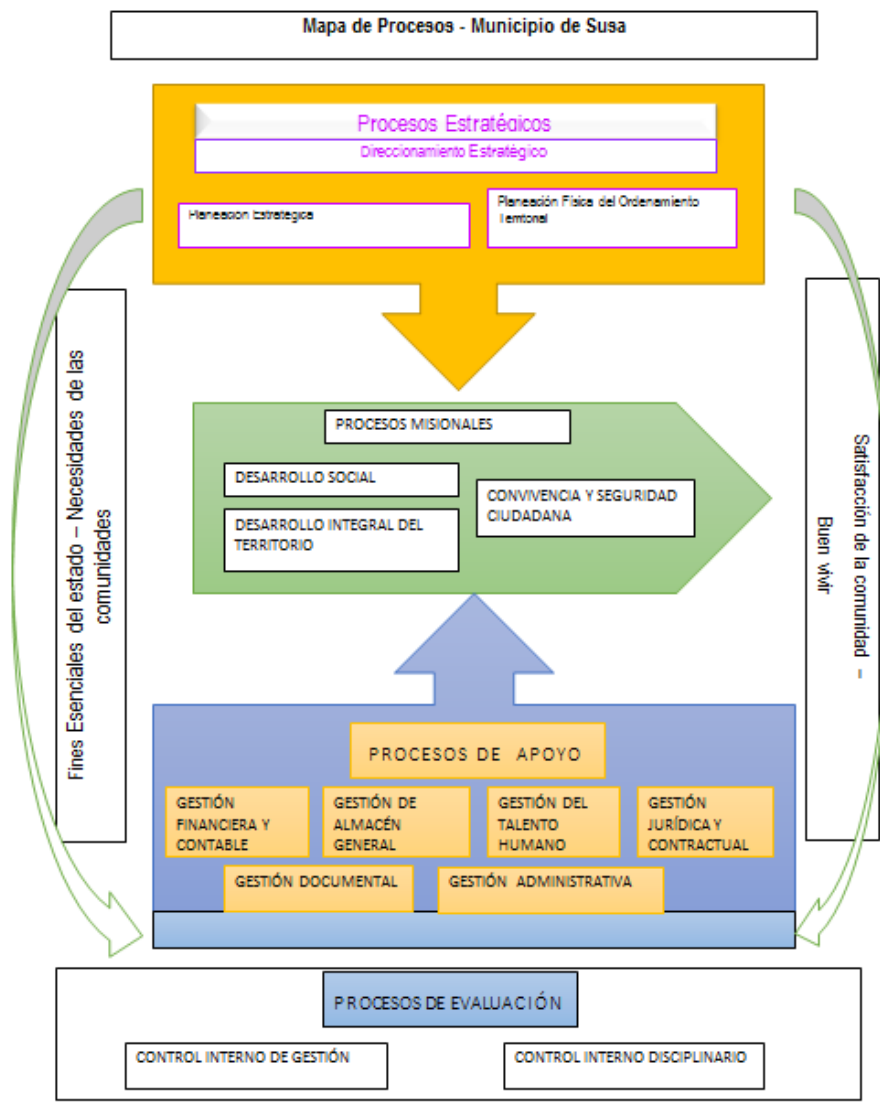 Mapa de Procesos - Municipio de Susa
Procesos Estratégicos
Direccionamiento Estratégico
Planeación Estratégica
Planeación Física del Ordenamiento
Territorial
Fines Esenciales del estado – Necesidades de las
comunidades
PROCESOS MISIONALES
DESARROLLO SOCIAL
DESARROLLO INTEGRAL DEL
TERRITORIO
CONVIVENCIA Y SEGURIDAD
CIUDADANA
Satisfacción de la comunidad –
Buen vivir
PROCESOS DE APOYO
GESTIÓN
FINANCIERA Y
CONTABLE
GESTIÓN DE
ALMACÉN
GENERAL
GESTIÓN DEL
TALENTO
HUMANO
GESTIÓN
JURÍDICA Y
CONTRACTUAL
GESTIÓN DOCUMENTAL
GESTIÓN ADMINISTRATIVA
PROCESOS DE EVALUACIÓN
CONTROL INTERNO DE GESTIÓN
CONTROL INTERNO DISCIPLINARIO